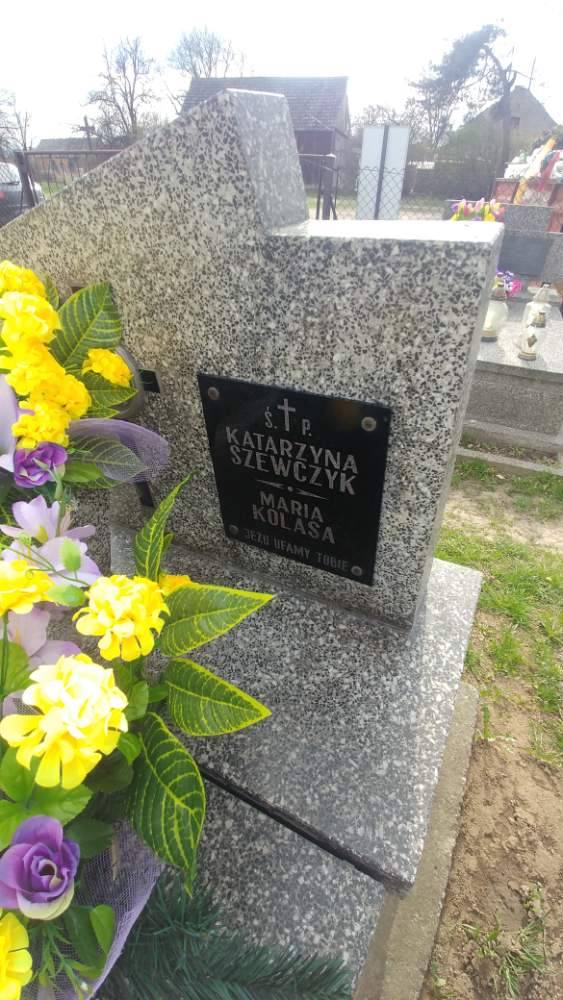 Ś. P.
KATARZYNA
SZEWCZYK
MARIA
KOLASA
JEZU UFAMY TOBIE